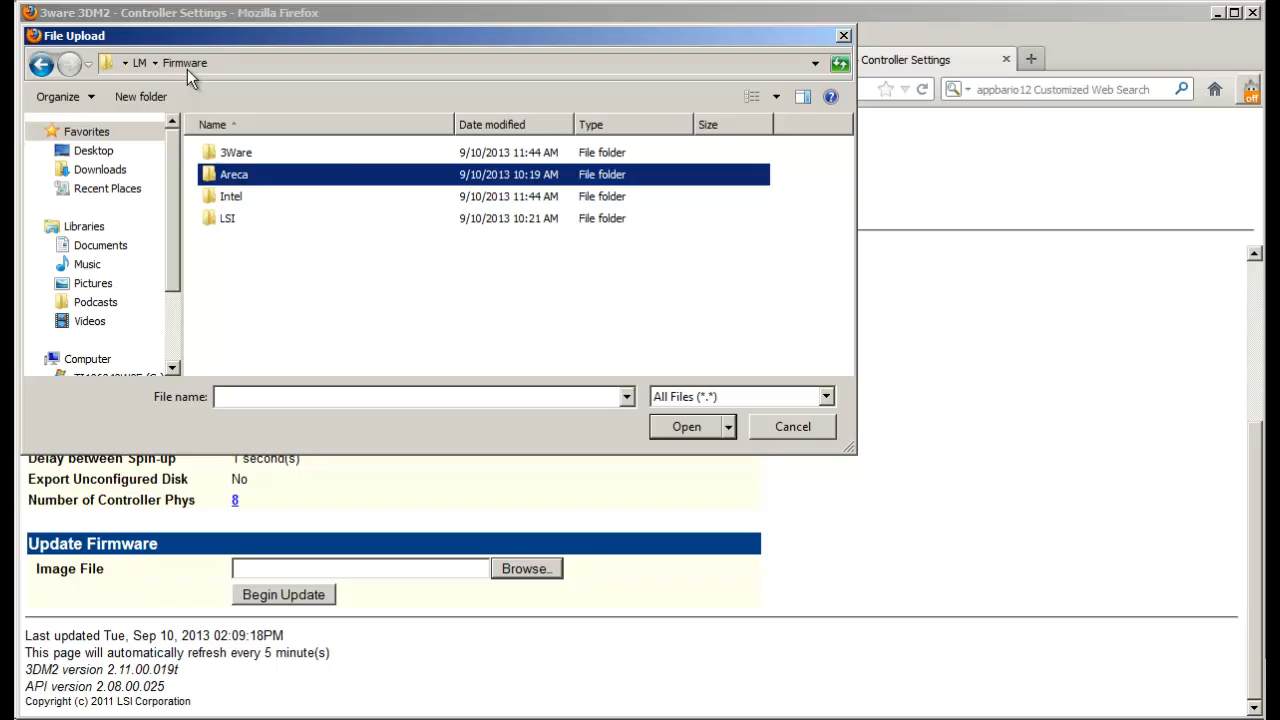 3ware 3DM2 - Controller Settings - Mozilla Firefox
File Upload
LM Firmware
Controller Settings
appbario12 Customized Web Search
off
Organize New folder
Name Date modified Type Size
Favorites
Desktop
Downloads
Recent Places
Libraries
Documents
Music
Pictures
Podcasts
Videos
Computer
3Ware 9/10/2013 11:44 AM File folder
Areca 9/10/2013 10:19 AM File folder
Intel 9/10/2013 11:44 AM File folder
LSI 9/10/2013 10:21 AM File folder
File name: All Files (*.*)
Open Cancel
Delay between Spin-up 1 second(s)
Export Unconfigured Disk No
Number of Controller Phys 8
Update Firmware
Image File Browse...
Begin Update
Last updated Tue, Sep 10, 2013 02:09:18PM
This page will automatically refresh every 5 minute(s)
3DM2 version 2.11.00.019t
API version 2.08.00.025
Copyright (c) 2011 LSI Corporation